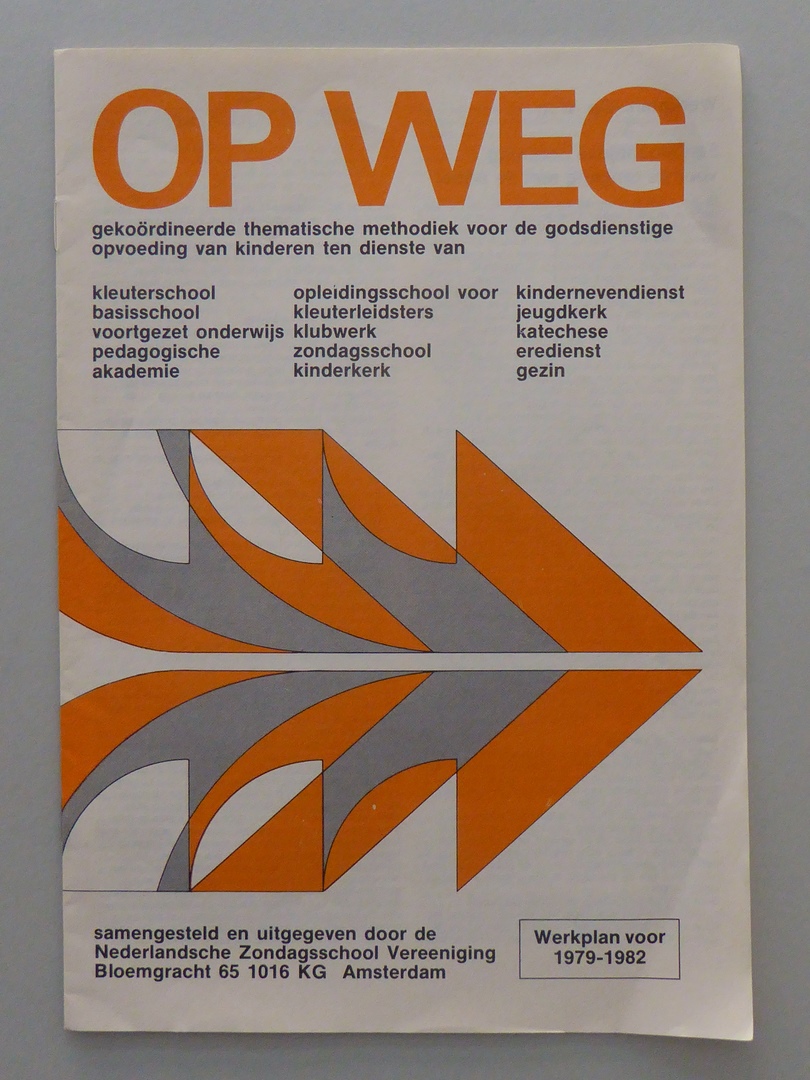 OP WEG
gekoördineerde thematische methodiek voor de godsdienstige
opvoeding van kinderen ten dienste van
kleuterschool
basisschool
voortgezet onderwijs
pedagogische
akademie
opleidingsschool voor
kleuterleidsters
klubwerk
zondagsschool
kinderkerk
kindernevendienst
jeugdkerk
katechese
eredienst
gezin
samengesteld en uitgegeven door de
Nederlandsche Zondagsschool Vereeniging
Bloemgracht 65 1016 KG Amsterdam
Werkplan voor
1979-1982